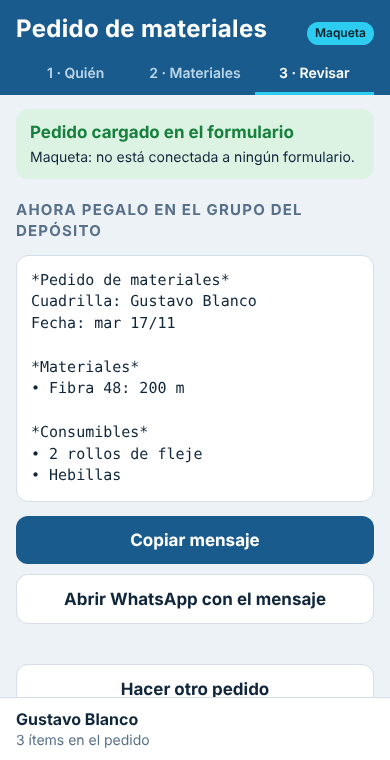 Pedido de materiales
Maqueta
1 · Quién
2 · Materiales
3 · Revisar
Pedido cargado en el formulario
Maqueta: no está conectada a ningún formulario.
AHORA PEGALO EN EL GRUPO DEL
DEPÓSITO
*Pedido de materiales*
Cuadrilla: Gustavo Blanco
Fecha: mar 17/11
*Materiales*
• Fibra 48: 200 m
*Consumibles*
• 2 rollos de fleje
• Hebillas
Copiar mensaje
Abrir WhatsApp con el mensaje
Hacer otro pedido
Gustavo Blanco
3 ítems en el pedido